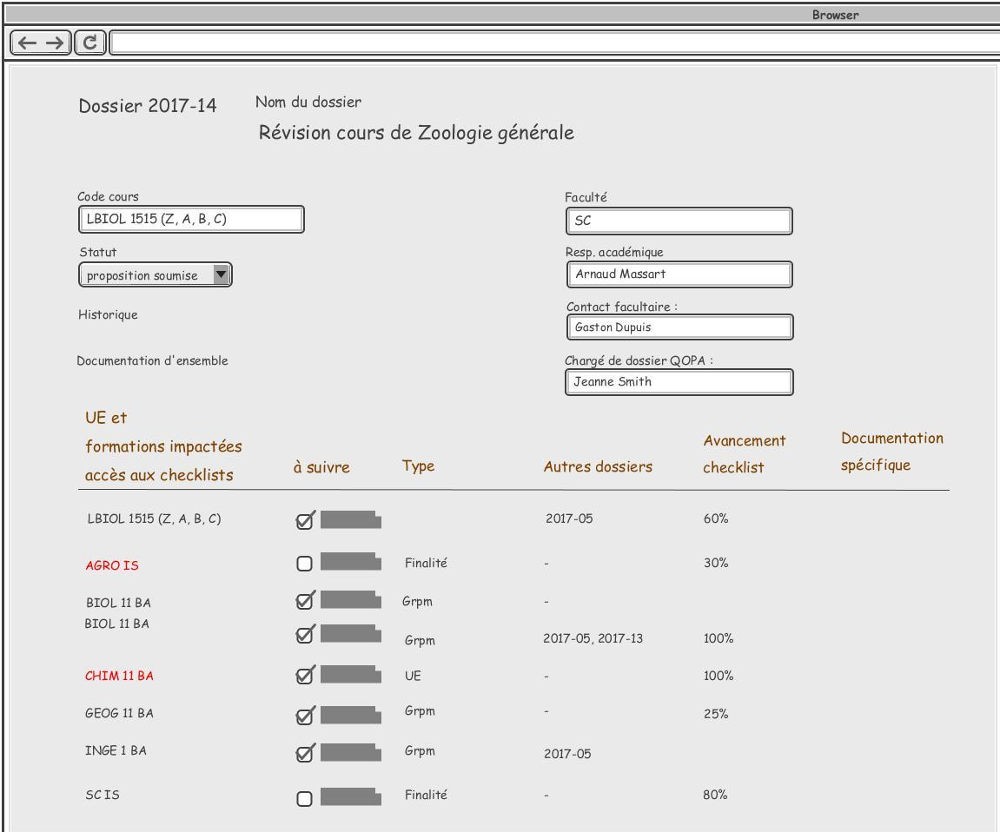 Browser
Dossier 2017-14
Nom du dossier
Révision cours de Zoologie générale
Code cours
LBIOL 1515 (Z, A, B, C)
Statut
proposition soumise
Historique
Documentation d'ensemble
Faculté
SC
Resp. académique
Arnaud Massart
Contact facultaire :
Gaston Dupuis
Chargé de dossier QOPA :
Jeanne Smith
UE et
formations impactées
accès aux checklists
à suivre
Type
Autres dossiers
Avancement
checklist
Documentation
spécifique
LBIOL 1515 (Z, A, B, C) 2017-05 60%
AGRO IS Finalité - 30%
BIOL 11 BA Grpm -
BIOL 11 BA Grpm 2017-05, 2017-13 100%
CHIM 11 BA UE - 100%
GEOG 11 BA Grpm - 25%
INGE 1 BA Grpm 2017-05
SC IS Finalité - 80%